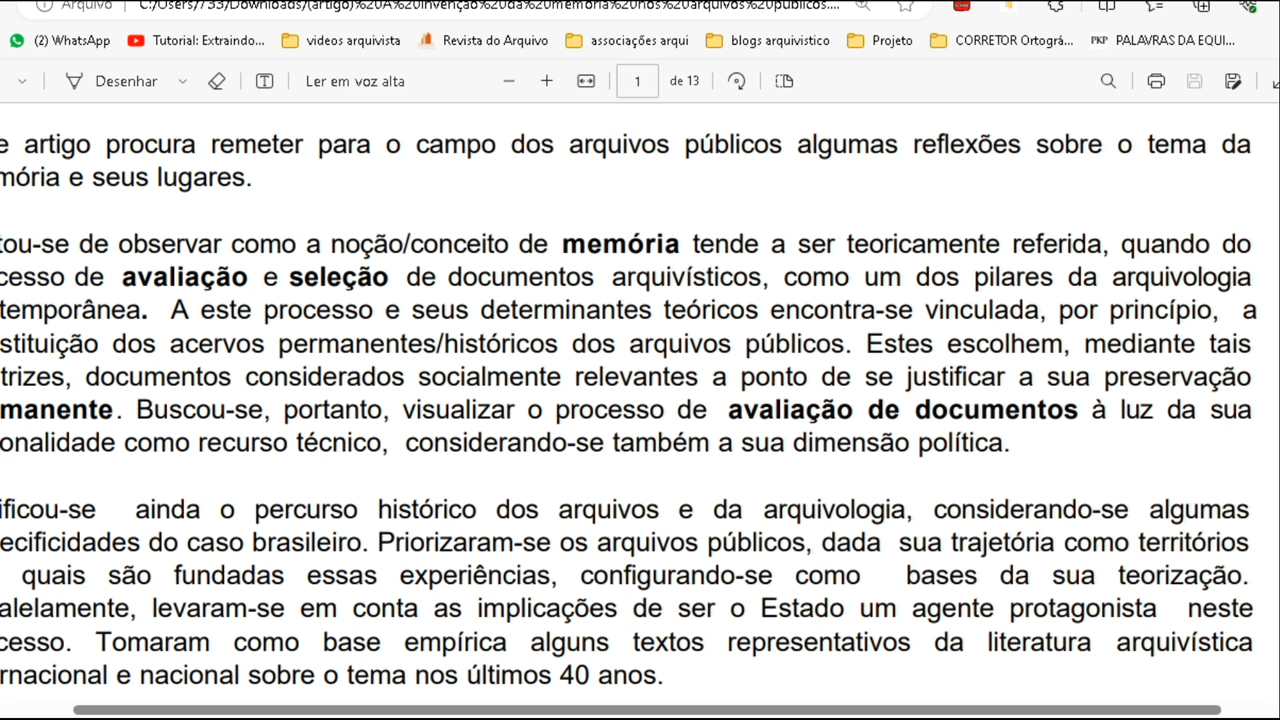 Arquivo C:/Users/733/Downloads/(artigo)%20A%20invenção%20da%20memória%20nos%20arquivos%20públicos....
(2) WhatsApp Tutorial: Extraindo... videos arquivista Revista do Arquivo associações arqui blogs arquivistico Projeto CORRETOR Ortográ... PKP PALAVRAS DA EQUI...
Desenhar Ler em voz alta 1 de 13
e artigo procura remeter para o campo dos arquivos públicos algumas reflexões sobre o tema da
mória e seus lugares.
tou-se de observar como a noção/conceito de memória tende a ser teoricamente referida, quando do
cesso de avaliação e seleção de documentos arquivísticos, como um dos pilares da arquivologia
temporânea. A este processo e seus determinantes teóricos encontra-se vinculada, por princípio, a
stituição dos acervos permanentes/históricos dos arquivos públicos. Estes escolhem, mediante tais
trizes, documentos considerados socialmente relevantes a ponto de se justificar a sua preservação
manente. Buscou-se, portanto, visualizar o processo de avaliação de documentos à luz da sua
onalidade como recurso técnico, considerando-se também a sua dimensão política.
ificou-se ainda o percurso histórico dos arquivos e da arquivologia, considerando-se algumas
ecificidades do caso brasileiro. Priorizaram-se os arquivos públicos, dada sua trajetória como territórios
quais são fundadas essas experiências, configurando-se como bases da sua teorização.
alelamente, levaram-se em conta as implicações de ser o Estado um agente protagonista neste
cesso. Tomaram como base empírica alguns textos representativos da literatura arquivística
rnacional e nacional sobre o tema nos últimos 40 anos.